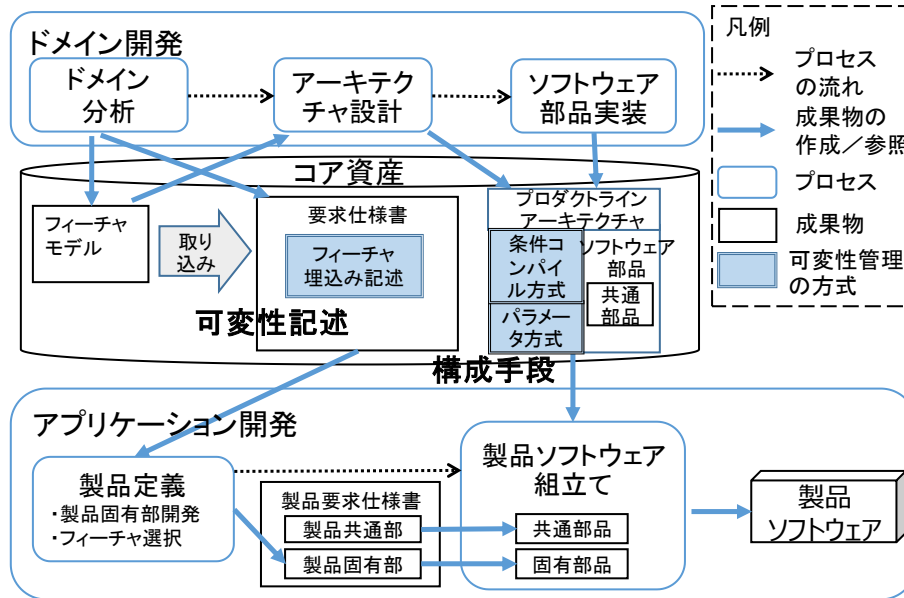 ドメイン開発
ドメイン
分析
アーキテク
チャ設計
ソフトウェア
部品実装
凡例
プロセス
の流れ
成果物の
作成／参照
プロセス
成果物
可変性管理
の方式
コア資産
フィーチャ
モデル
取り
込み
要求仕様書
フィーチャ
埋込み記述
可変性記述
プロダクトライン
アーキテクチャ
条件コ
ンパイ
ル方式
パラメー
タ方式
ソフトウェア
部品
共通
部品
構成手段
アプリケーション開発
製品定義
・製品固有部開発
・フィーチャ選択
製品要求仕様書
製品共通部
製品固有部
製品ソフトウェア
組立て
共通部品
固有部品
製品
ソフトウェア